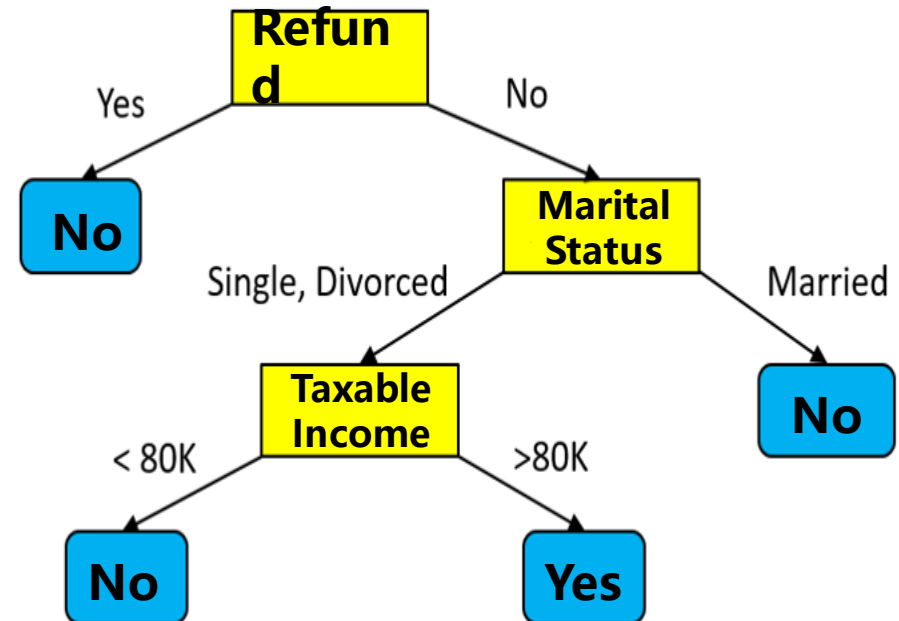 Refun
d
Yes
No
No
Marital
Status
Single, Divorced
Married
Taxable
Income
No
< 80K
>80K
No
Yes